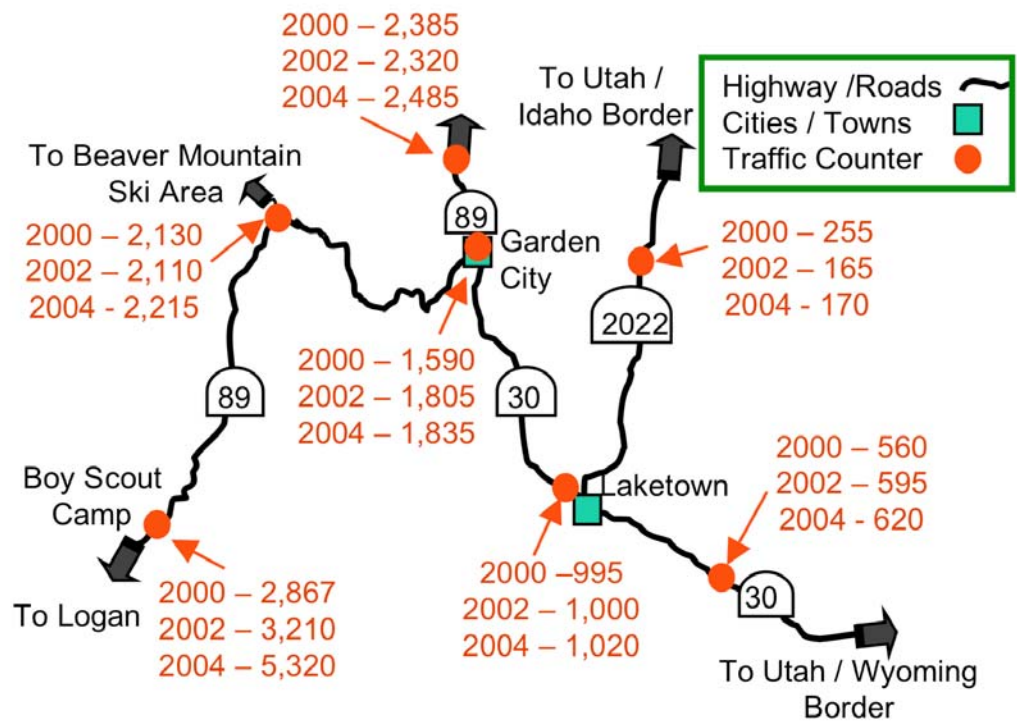 2000 – 2,385
2002 – 2,320
2004 – 2,485
To Utah /
Idaho Border
Highway /Roads
Cities / Towns
Traffic Counter
To Beaver Mountain
Ski Area
2000 – 2,130
2002 – 2,110
2004 - 2,215
89
Garden
City
2000 – 255
2002 – 165
2004 - 170
2022
2000 – 1,590
2002 – 1,805
2004 – 1,835
89
30
Boy Scout
Camp
Laketown
2000 – 560
2002 – 595
2004 - 620
2000 –995
2002 – 1,000
2004 – 1,020
30
To Logan
2000 – 2,867
2002 – 3,210
2004 – 5,320
To Utah / Wyoming
Border